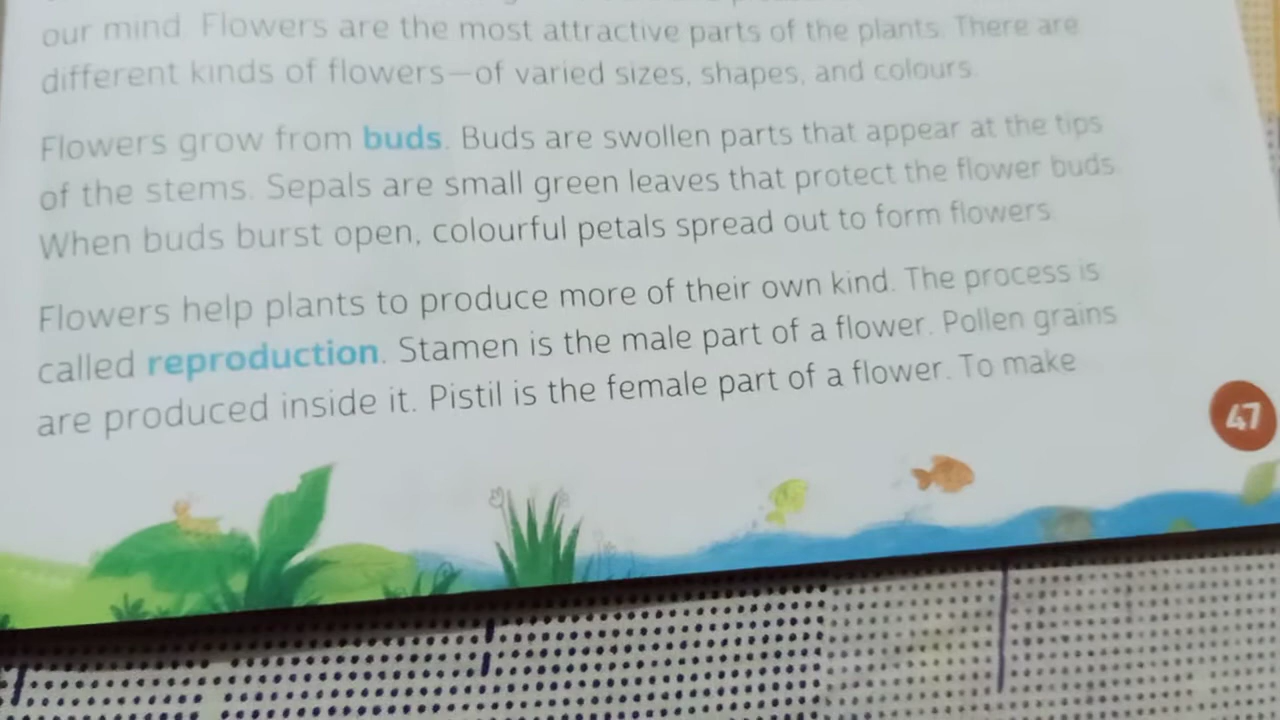 our mind. Flowers are the most attractive parts of the plants. There are
different kinds of flowers—of varied sizes, shapes, and colours.
Flowers grow from buds. Buds are swollen parts that appear at the tips
of the stems. Sepals are small green leaves that protect the flower buds.
When buds burst open, colourful petals spread out to form flowers.
Flowers help plants to produce more of their own kind. The process is
called reproduction. Stamen is the male part of a flower. Pollen grains
are produced inside it. Pistil is the female part of a flower. To make
47